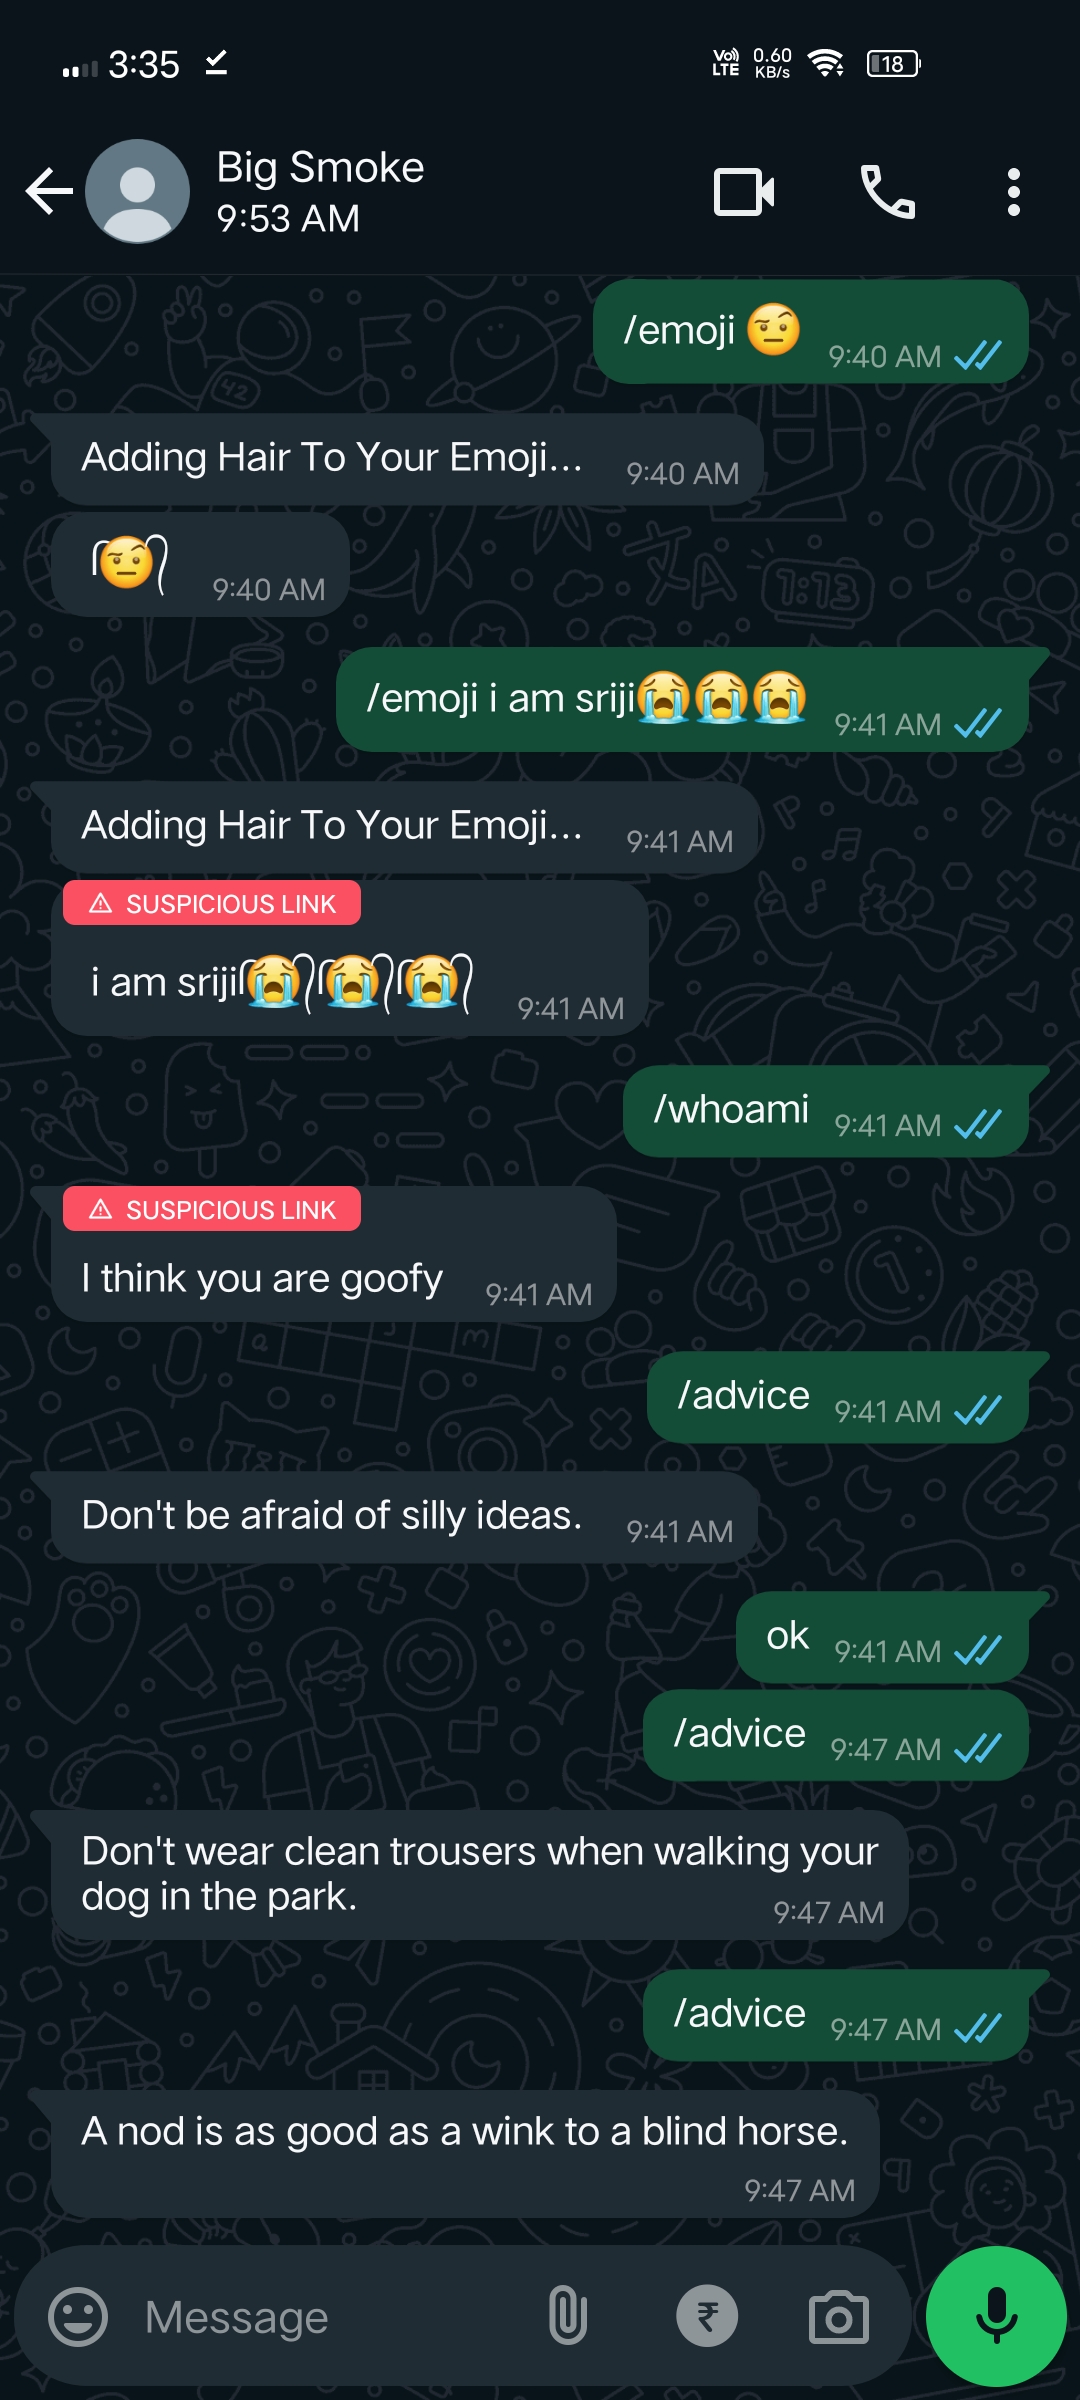 3:35 Vo) LTE 0.60 KB/s 18
Big Smoke
9:53 AM
/emoji 🤨 9:40 AM
Adding Hair To Your Emoji... 9:40 AM
ᥬ🤨᭄ 9:40 AM
/emoji i am sriji😭😭😭 9:41 AM
Adding Hair To Your Emoji... 9:41 AM
SUSPICIOUS LINK
i am srijiᥬ😭᭄ᥬ😭᭄ᥬ😭᭄ 9:41 AM
/whoami 9:41 AM
SUSPICIOUS LINK
I think you are goofy 9:41 AM
/advice 9:41 AM
Don't be afraid of silly ideas. 9:41 AM
ok 9:41 AM
/advice 9:47 AM
Don't wear clean trousers when walking your
dog in the park.
9:47 AM
/advice 9:47 AM
A nod is as good as a wink to a blind horse.
9:47 AM
Message ₹